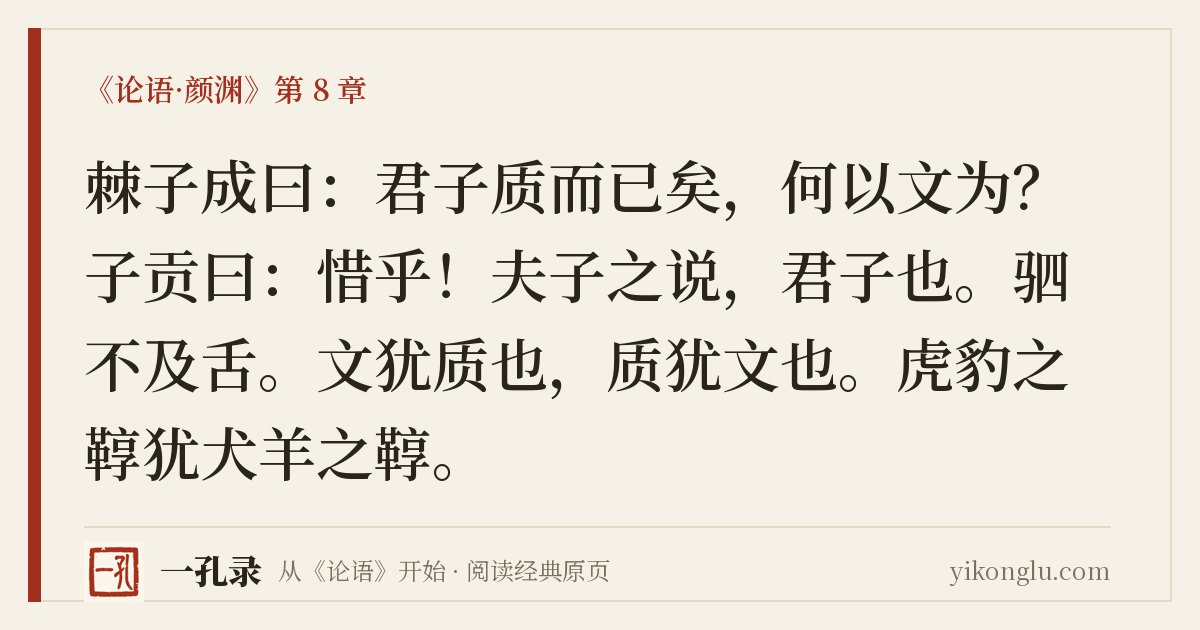 《论语·颜渊》第 8 章
棘子成曰：君子质而已矣，何以文为？
子贡曰：惜乎！夫子之说，君子也。驷
不及舌。文犹质也，质犹文也。虎豹之
鞟犹犬羊之鞟。
一孔
一孔录 从《论语》开始 · 阅读经典原页 yikonglu.com